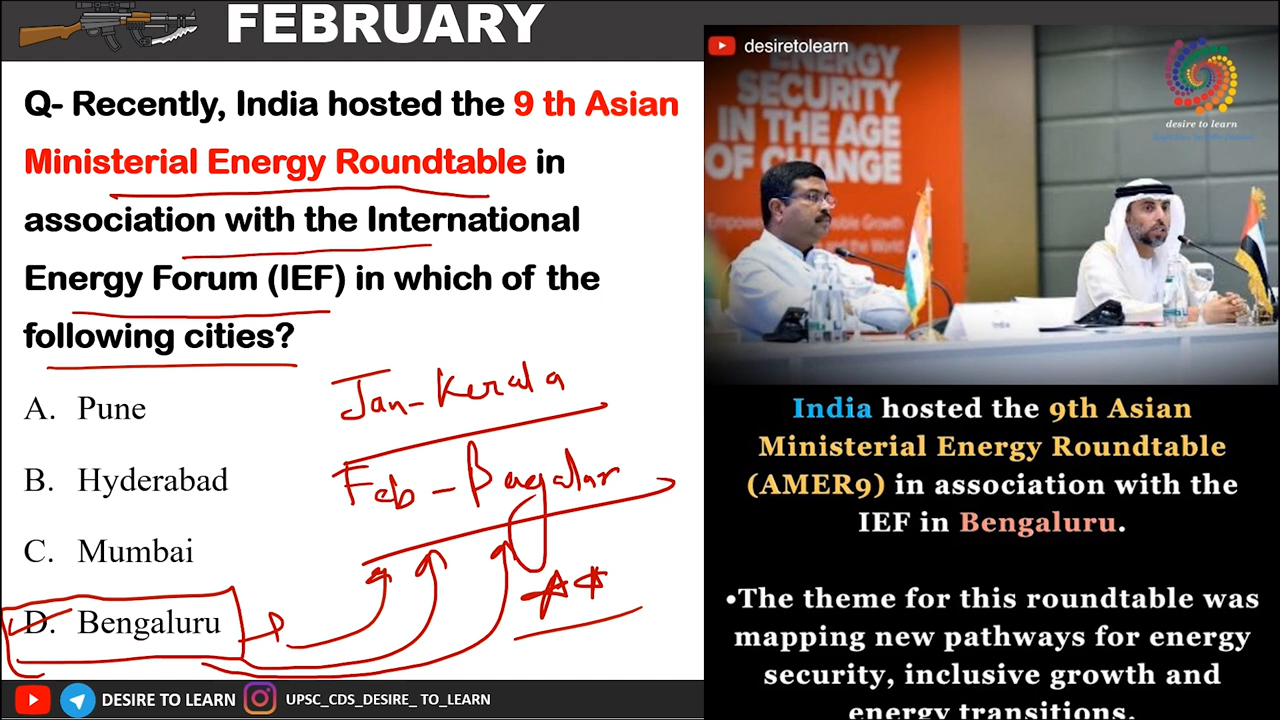 FEBRUARY
Q- Recently, India hosted the 9 th Asian
Ministerial Energy Roundtable in
association with the International
Energy Forum (IEF) in which of the
following cities?
A. Pune
B. Hyderabad
C. Mumbai
D. Bengaluru
Jan-Kerala
Feb -
DESIRE TO LEARN
UPSC_CDS_DESIRE_ TO_LEARN
desiretolearn
ENERGY
SECURITY
IN THE AGE
OF CHANGE
desire to learn
India hosted the 9th Asian
Ministerial Energy Roundtable
(AMER9) in association with the
IEF in Bengaluru.
•The theme for this roundtable was
mapping new pathways for energy
security, inclusive growth and
energy transitions.